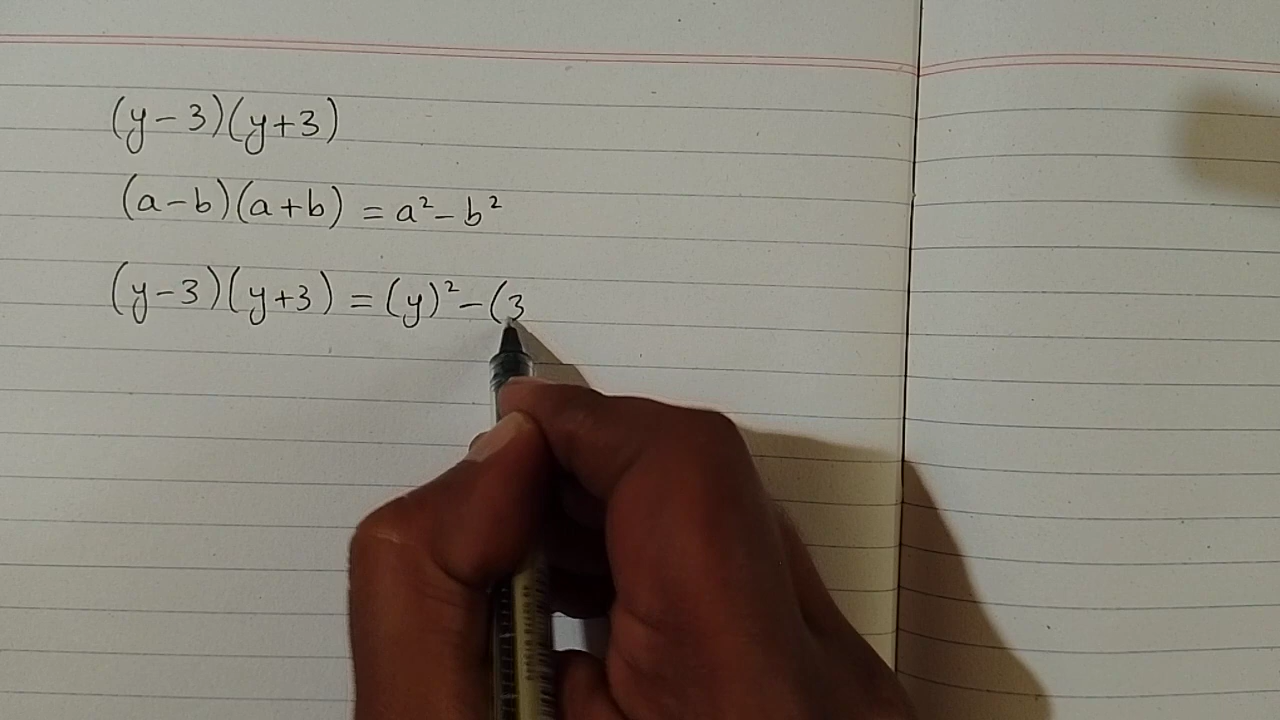 (y-3)(y+3)
(a-b)(a+b) = a²-b²
(y-3)(y+3) = (y)²-(3